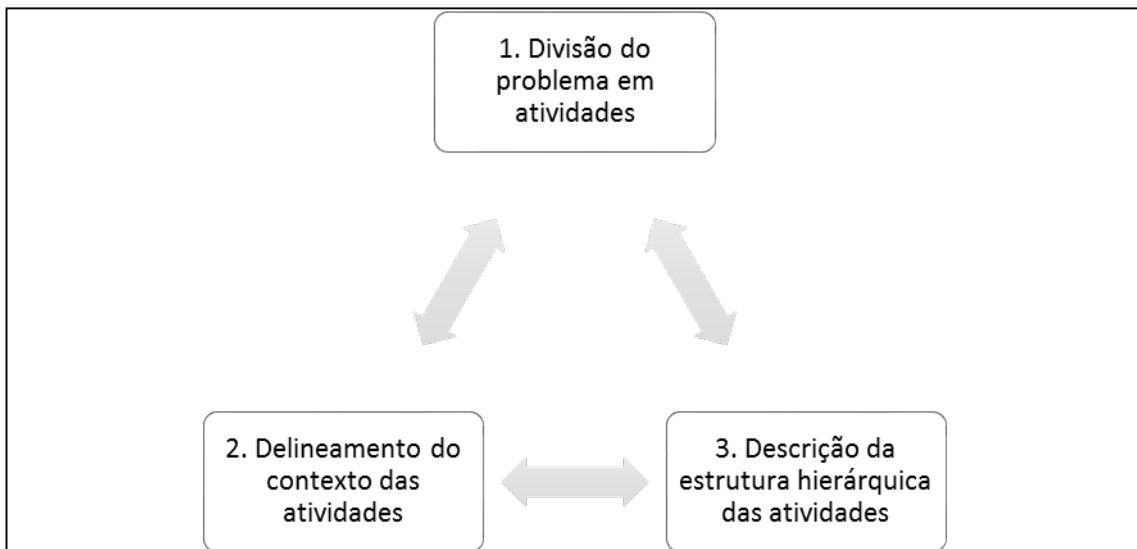 1. Divisão do
problema em
atividades
2. Delineamento do
contexto das
atividades
3. Descrição da
estrutura hierárquica
das atividades